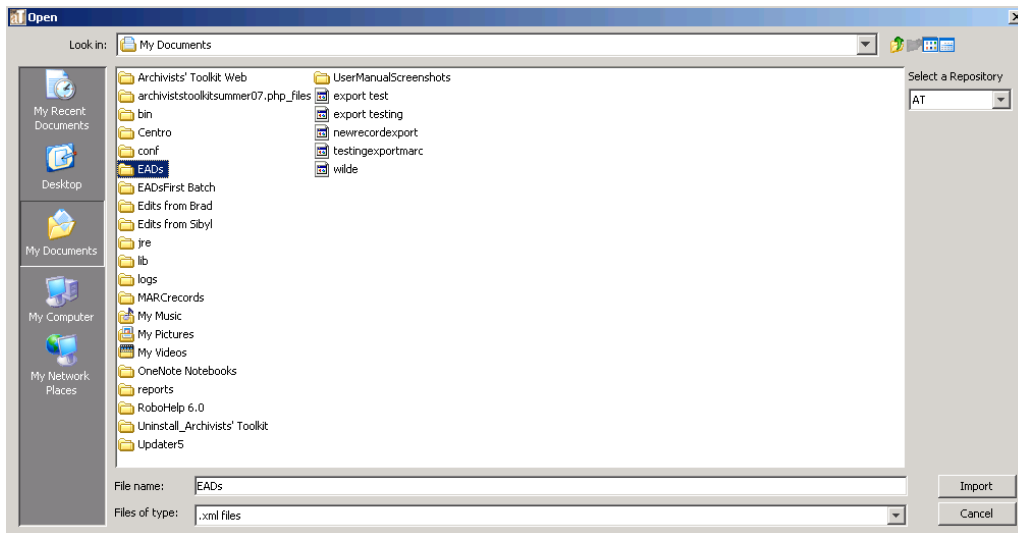 Open
Look in:
My Documents
My Recent
Documents
Desktop
My Documents
My Computer
My Network
Places
Archivists' Toolkit Web
archiviststoolkitsummer07.php_files
bin
Centro
conf
EADs
EADsFirst Batch
Edits from Brad
Edits from Sibyl
jre
lib
logs
MARCrecords
My Music
My Pictures
My Videos
OneNote Notebooks
reports
RoboHelp 6.0
Uninstall_Archivists' Toolkit
Updater5
UserManualScreenshots
export test
export testing
newrecordexport
testingexportmarc
wilde
Select a Repository
AT
File name:
EADs
Import
Files of type:
.xml files
Cancel